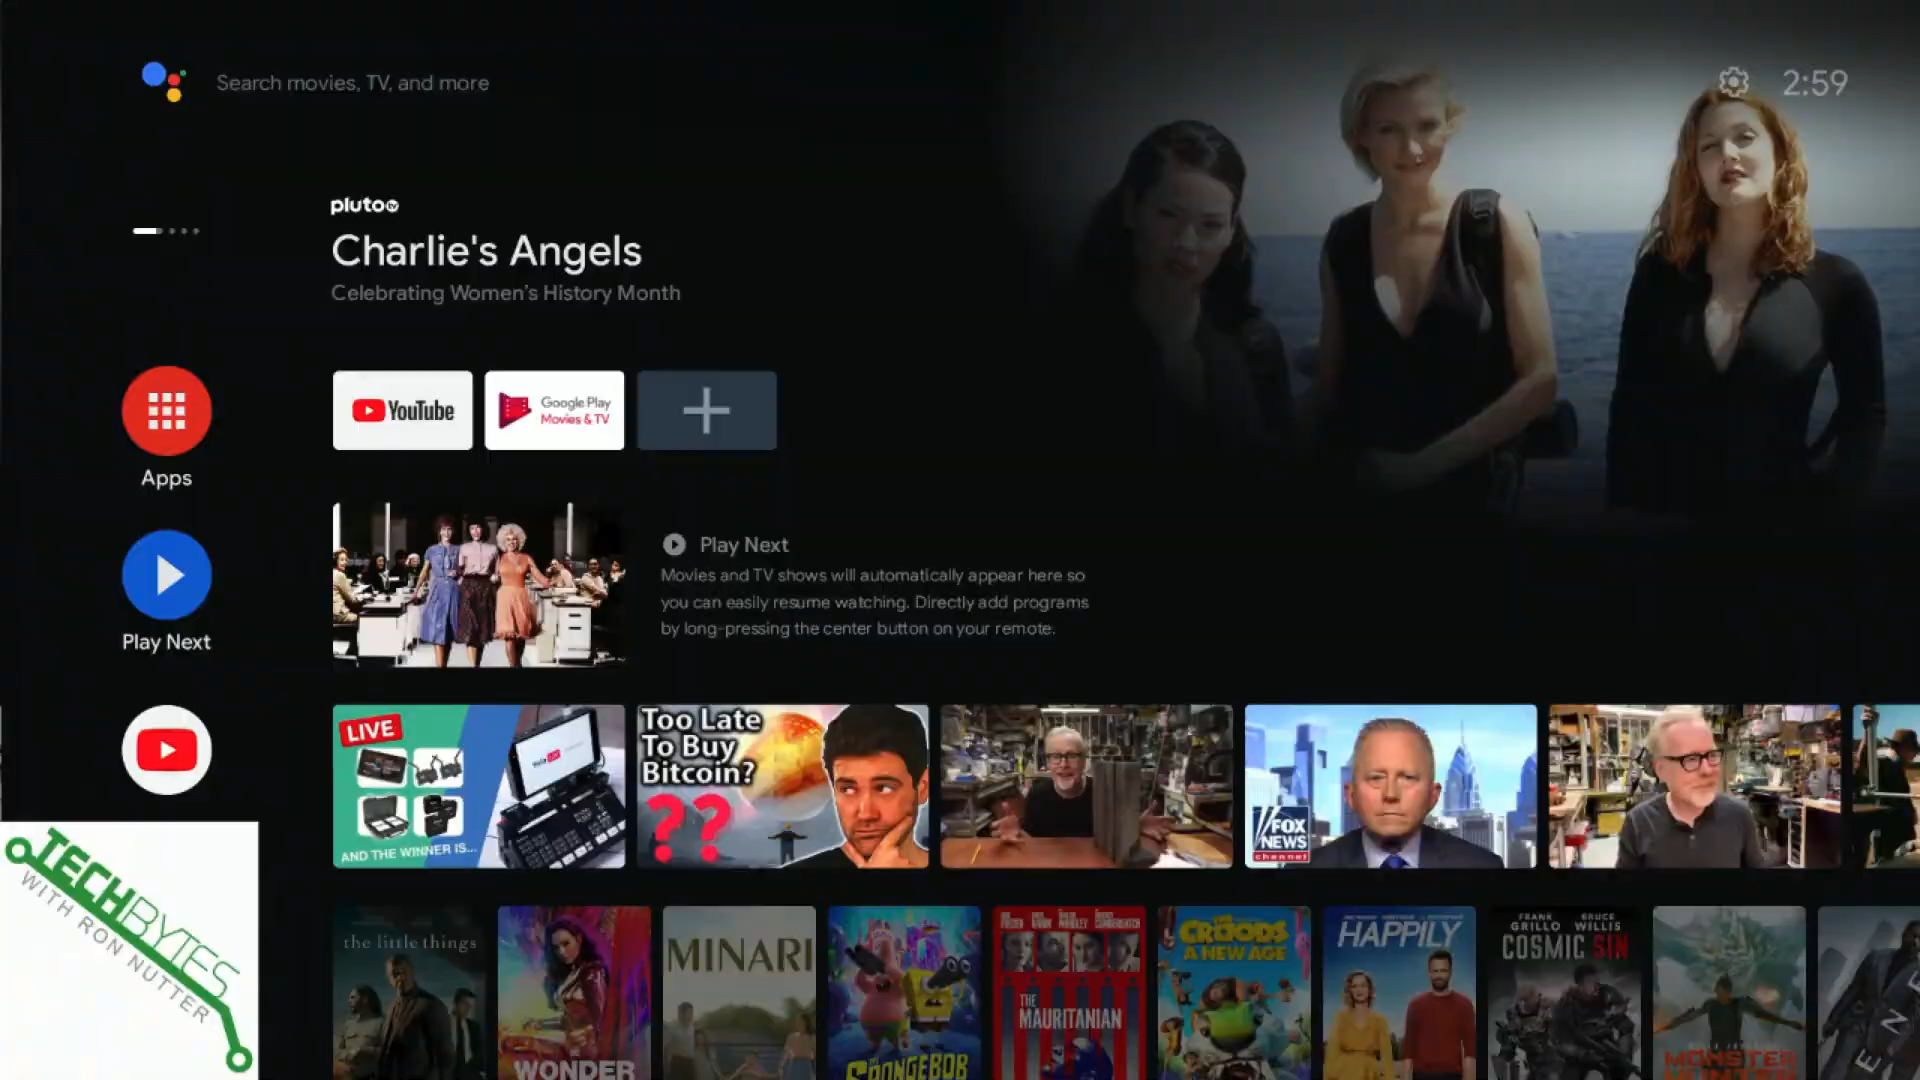 Search movies, TV, and more
2:59
pluto tv
Charlie's Angels
Celebrating Women's History Month
YouTube
Google Play
Movies & TV
Apps
Play Next
Play Next
Movies and TV shows will automatically appear here so
you can easily resume watching. Directly add programs
by long-pressing the center button on your remote.
LIVE
AND THE WINNER IS...
Too Late
To Buy
Bitcoin?
??
FOX
NEWS
channel
TECHBYTES
WITH RON NUTTER
the little things
WONDER
MINARI
SPONGEBOB
THE
MAURITANIAN
THE
CROODS
A NEW AGE
HAPPILY
FRANK
GRILLO
BRUCE
WILLIS
COSMIC SIN
MONSTER
HUNTER